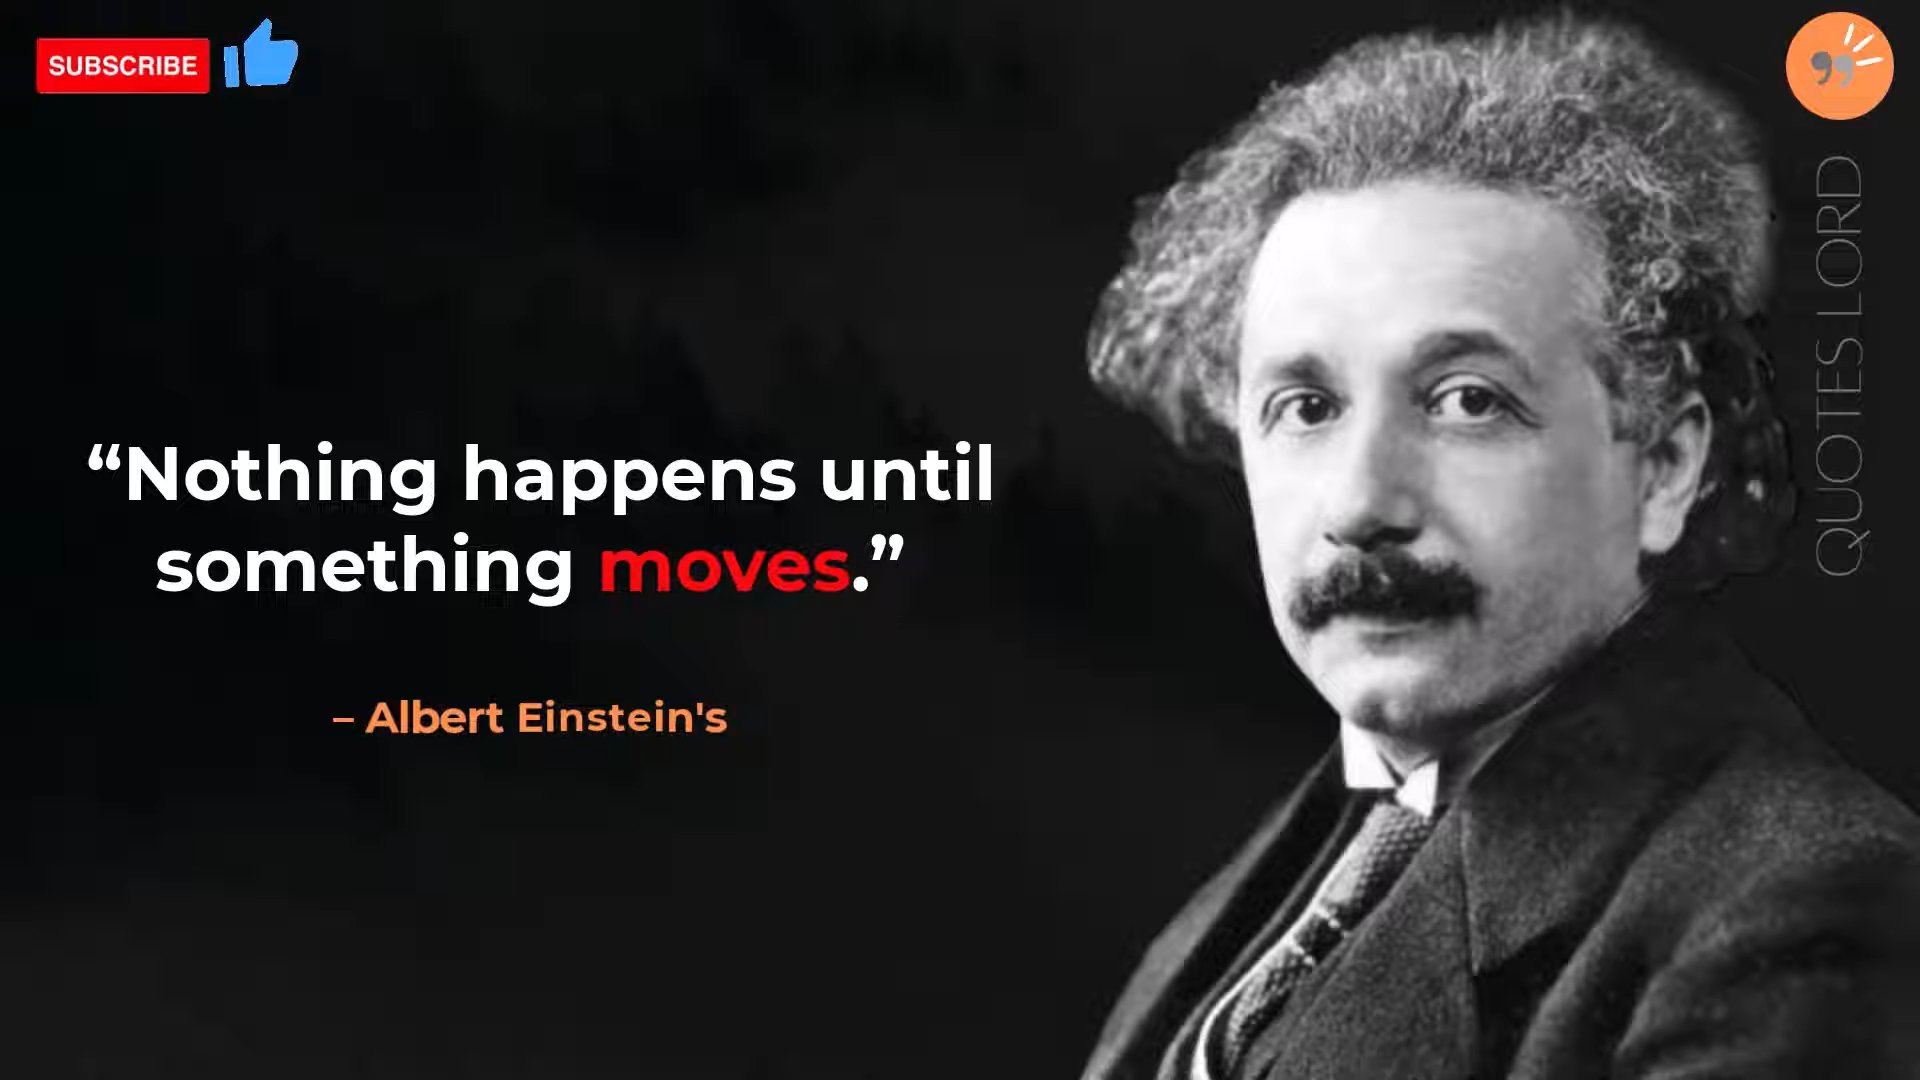 SUBSCRIBE
“Nothing happens until
something moves.”
– Albert Einstein's
QUOTES LORD